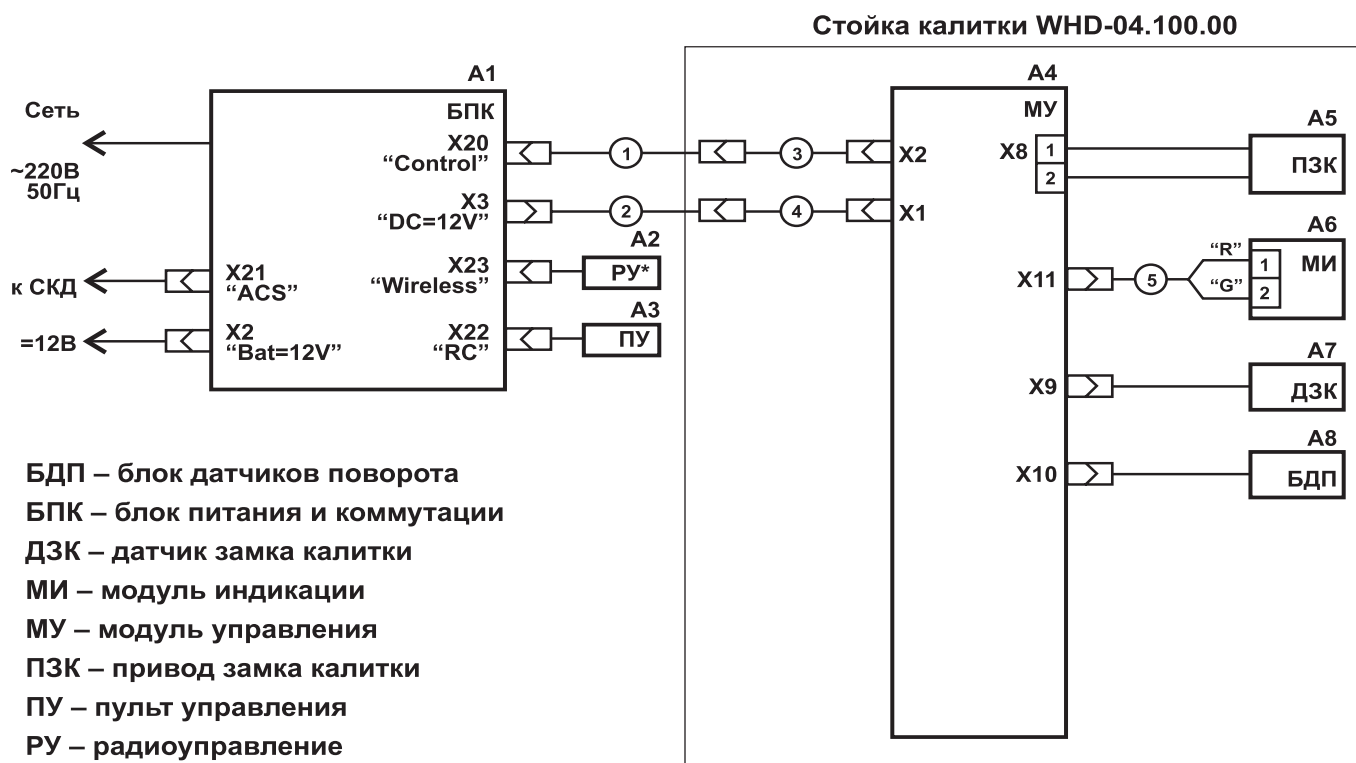 Стойка калитки WHD-04.100.00
A1
Сеть
~220В
50Гц
к СКД
=12В
БПК
X20
“Control”
X3
“DC=12V”
X21
“ACS”
X23
“Wireless”
X2
“Bat=12V”
X22
“RC”
1
2
3
4
A2
РУ*
A3
ПУ
A4
МУ
X2
X1
X8
1
2
X11
X9
X10
5
“R”
“G”
A5
ПЗК
A6
МИ
1
2
A7
ДЗК
A8
БДП
БДП – блок датчиков поворота
БПК – блок питания и коммутации
ДЗК – датчик замка калитки
МИ – модуль индикации
МУ – модуль управления
ПЗК – привод замка калитки
ПУ – пульт управления
РУ – радиоуправление